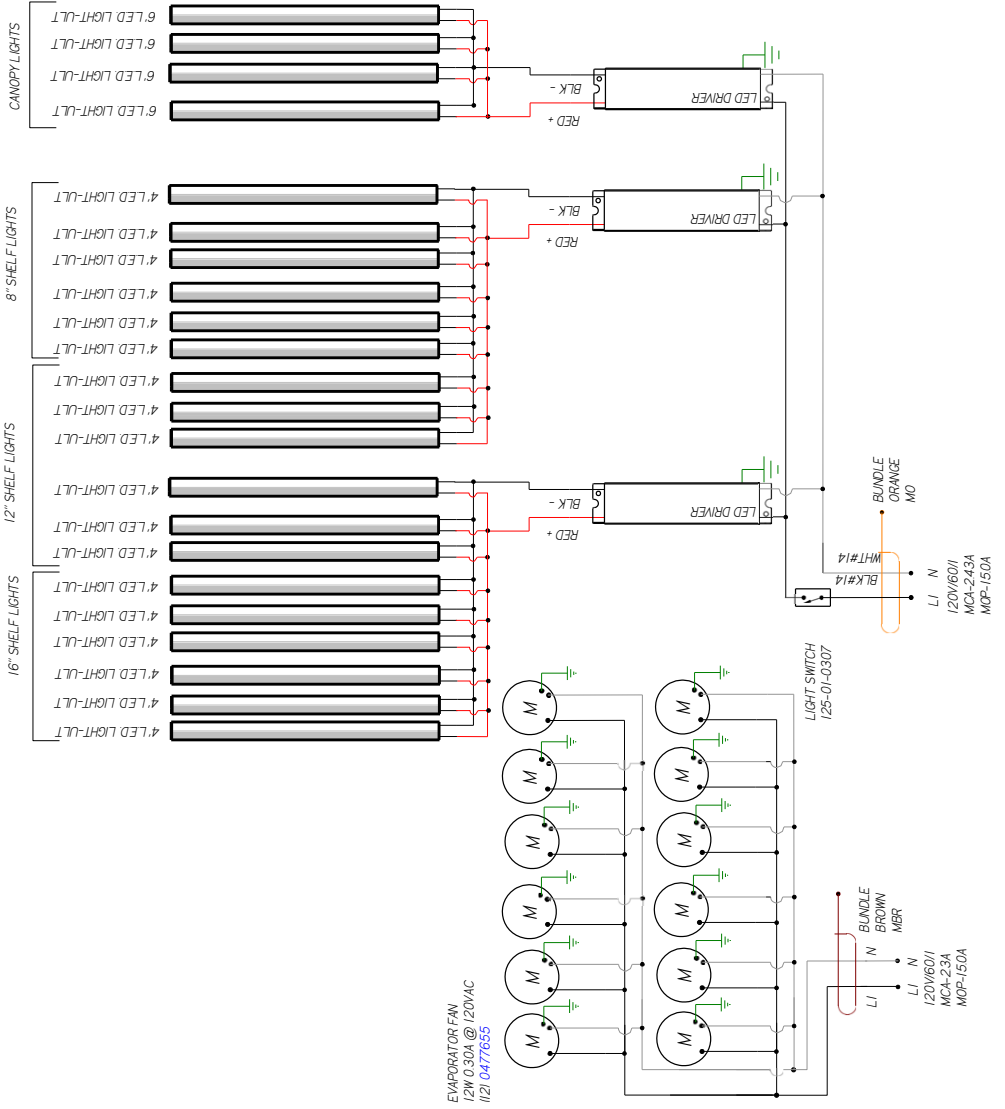 CANOPY LIGHTS
6' LED LIGHT-ULT
6' LED LIGHT-ULT
6' LED LIGHT-ULT
6' LED LIGHT-ULT
BLK -
RED +
LED DRIVER
8" SHELF LIGHTS
4' LED LIGHT-ULT
4' LED LIGHT-ULT
4' LED LIGHT-ULT
4' LED LIGHT-ULT
4' LED LIGHT-ULT
4' LED LIGHT-ULT
BLK -
RED +
LED DRIVER
12" SHELF LIGHTS
4' LED LIGHT-ULT
4' LED LIGHT-ULT
4' LED LIGHT-ULT
4' LED LIGHT-ULT
4' LED LIGHT-ULT
4' LED LIGHT-ULT
BLK -
RED +
LED DRIVER
16" SHELF LIGHTS
4' LED LIGHT-ULT
4' LED LIGHT-ULT
4' LED LIGHT-ULT
4' LED LIGHT-ULT
4' LED LIGHT-ULT
4' LED LIGHT-ULT
BUNDLE
ORANGE
MO
WHT#14
BLK#14
L1 N
120V/60/1
MCA-2.43A
MOP-15.0A
LIGHT SWITCH
125-01-0307
M
M
M
M
M
M
M
M
M
M
M
M
EVAPORATOR FAN
12W 0.30A @ 120VAC
(12) 0477655
BUNDLE
BROWN
MBR
L1 N
L1 N
120V/60/1
MCA-2.3A
MOP-15.0A